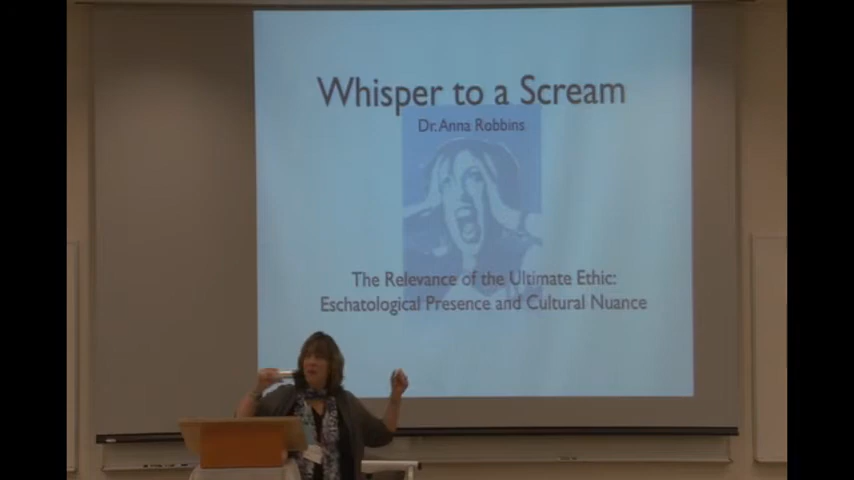 Whisper to a Scream
Dr. Anna Robbins
The Relevance of the Ultimate Ethic:
Eschatological Presence and Cultural Nuance